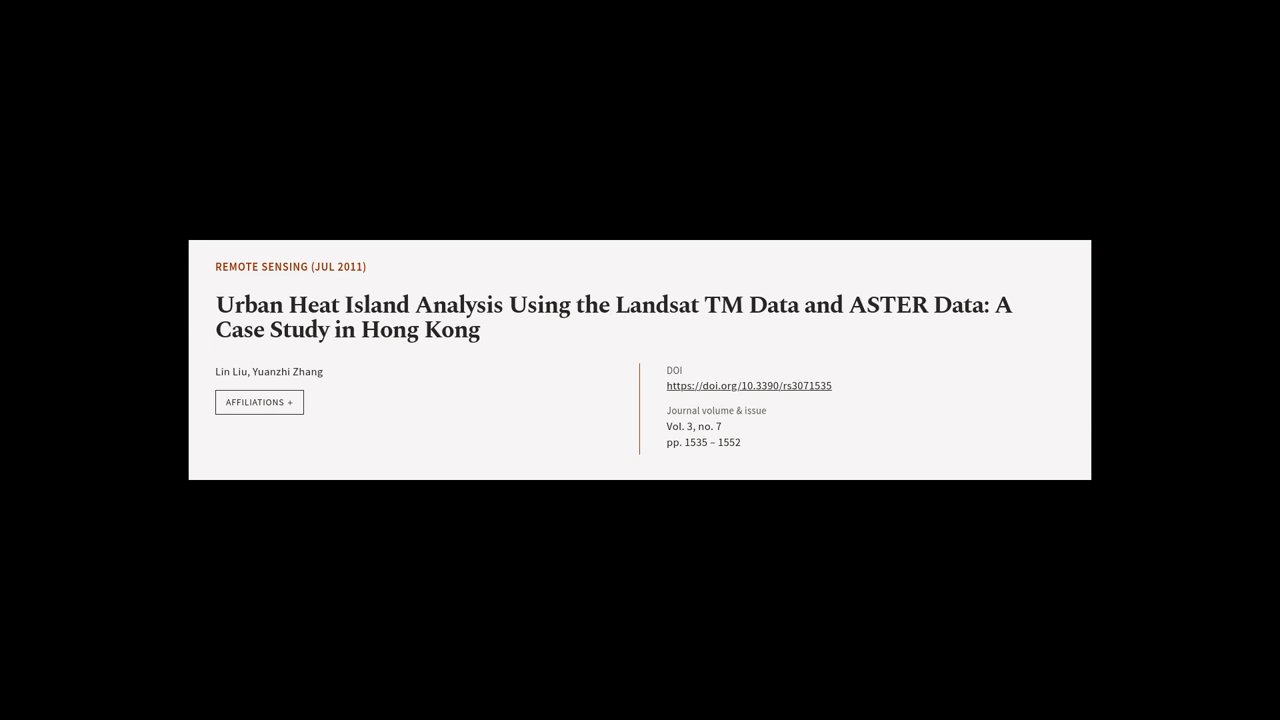 REMOTE SENSING (JUL 2011)
Urban Heat Island Analysis Using the Landsat TM Data and ASTER Data: A
Case Study in Hong Kong
Lin Liu, Yuanzhi Zhang
AFFILIATIONS +
DOI
https://doi.org/10.3390/rs3071535
Journal volume & issue
Vol. 3, no. 7
pp. 1535 – 1552